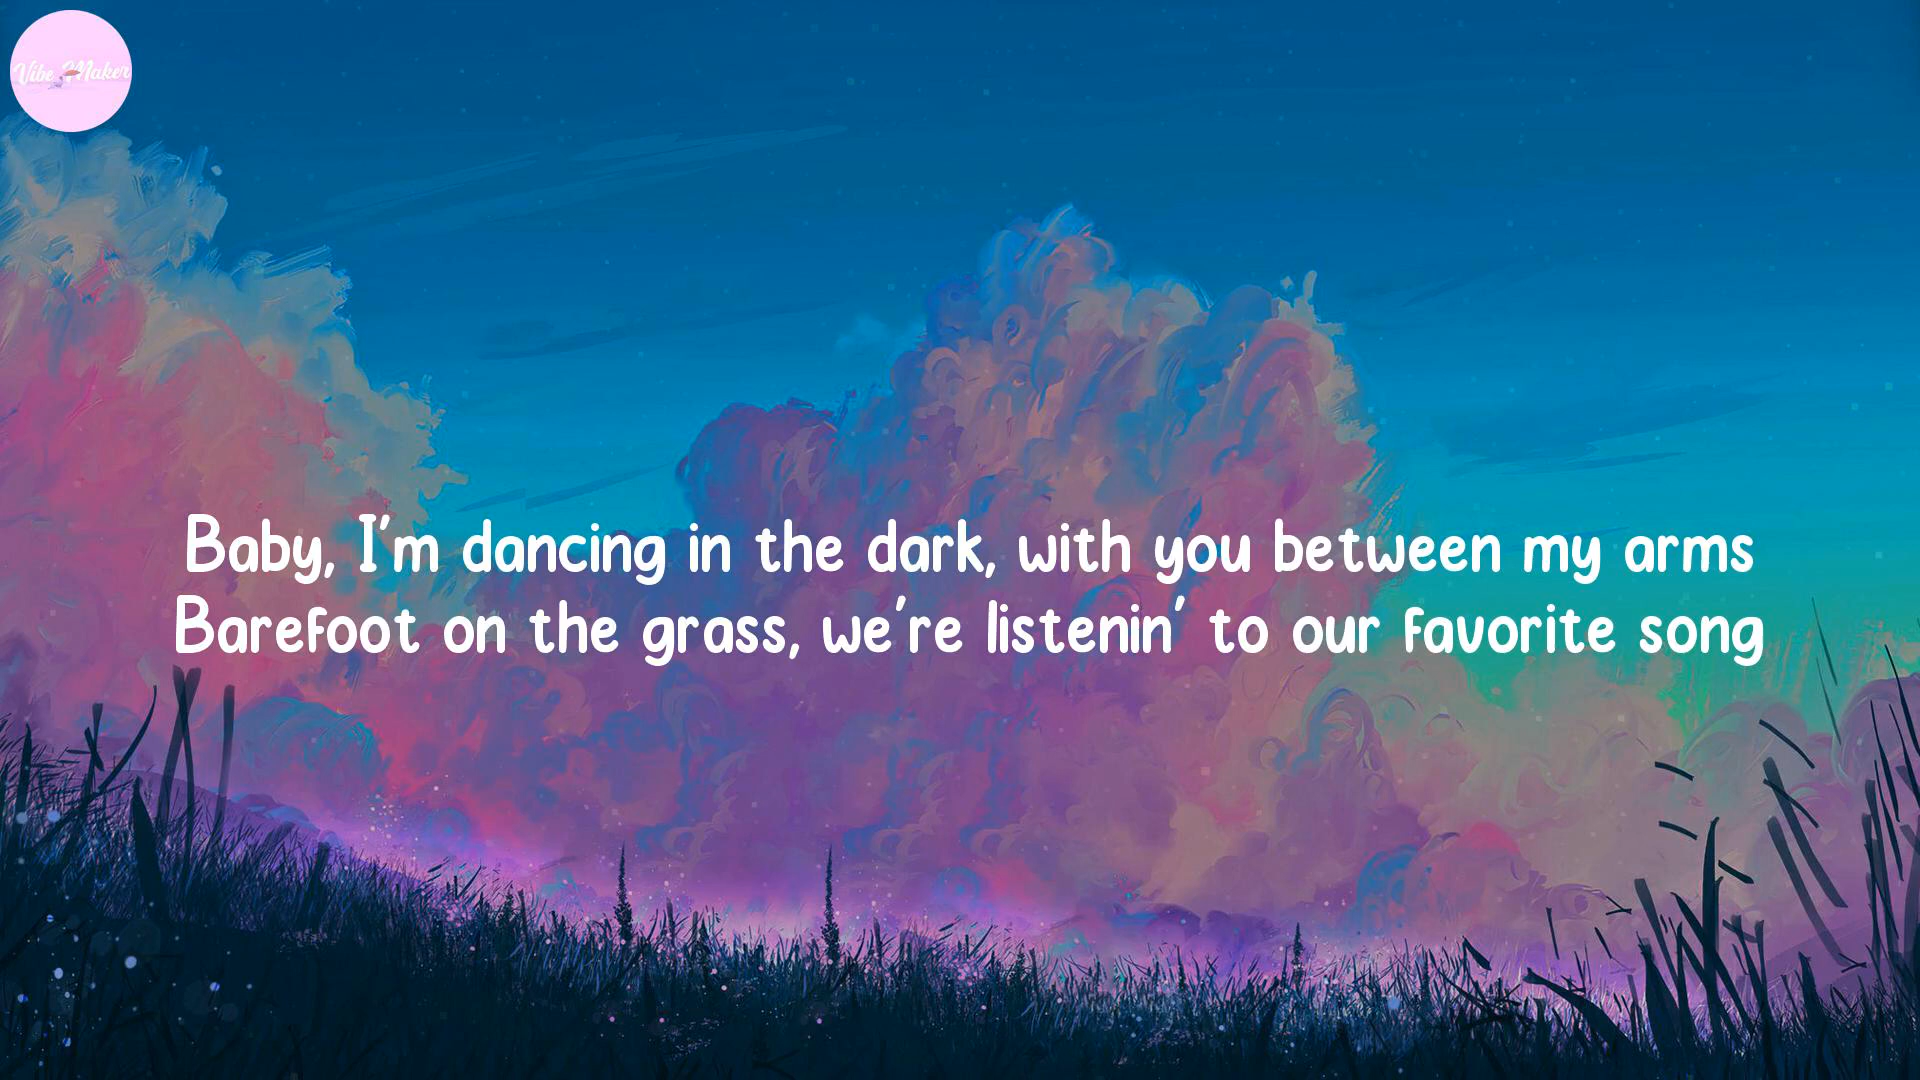 Vibe Maker
Baby, I'm dancing in the dark, with you between my arms
Barefoot on the grass, we're listenin' to our favorite song